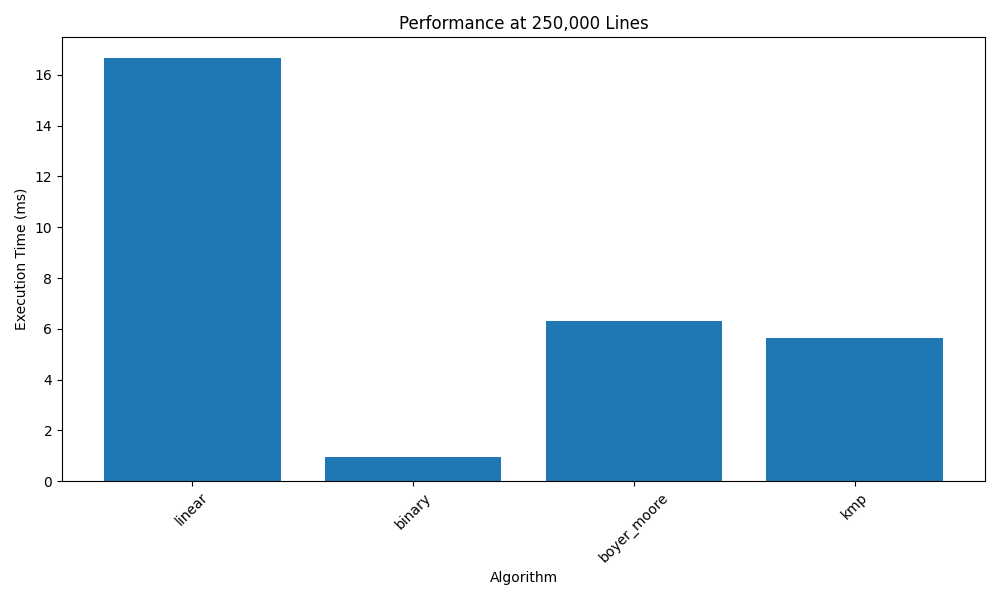 Performance at 250,000 Lines
Execution Time (ms)
16
14
12
10
8
6
4
2
0
linear
binary
boyer_moore
kmp
Algorithm